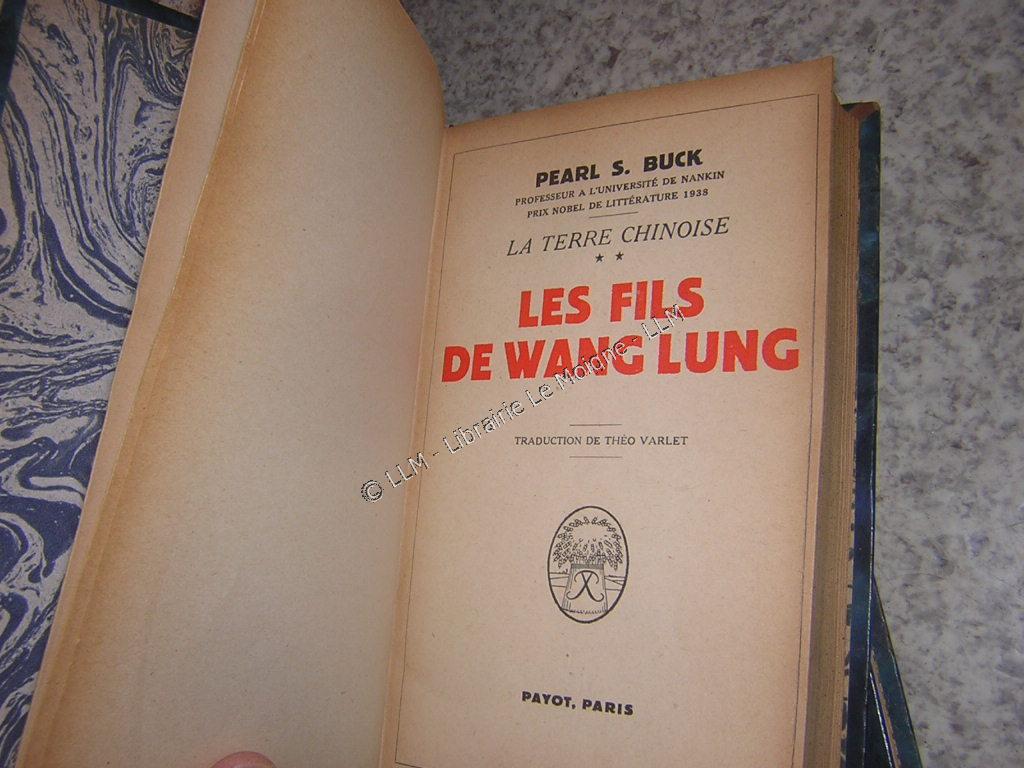 PEARL S. BUCK
PROFESSEUR A L'UNIVERSITÉ DE NANKIN
PRIX NOBEL DE LITTÉRATURE 1938
LA TERRE CHINOISE
★ ★
LES FILS
DE WANG LUNG
© LLM - Librairie Le Moigne - LLM
TRADUCTION DE THÉO VARLET
PAYOT, PARIS